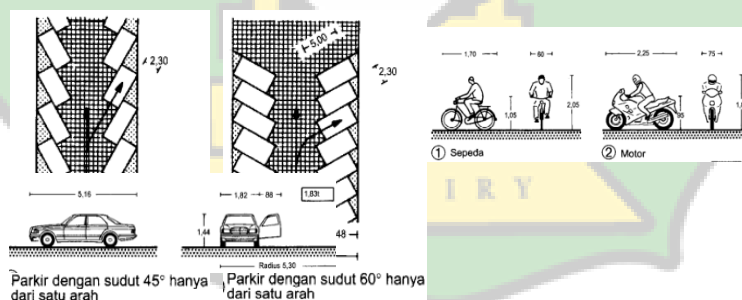 2,30
5,00
2,30
5,16
1,82
88
1,83t
1,44
48
Radius 5,30
Parkir dengan sudut 45° hanya
dari satu arah
Parkir dengan sudut 60° hanya
dari satu arah
1,70
60
2,25
75
1,05
2,05
95
1 Sepeda
2 Motor
I R Y